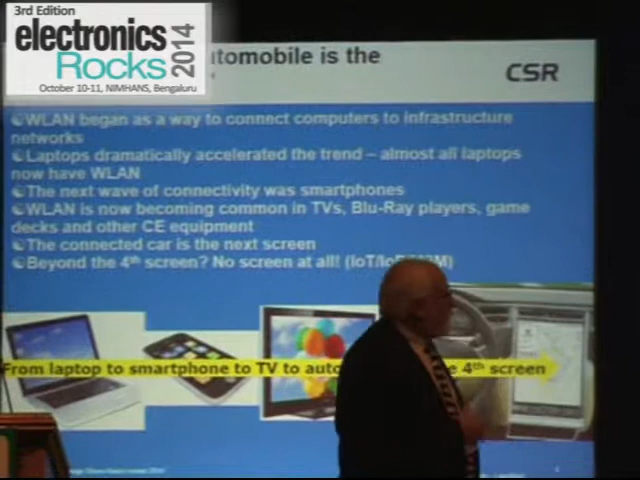 3rd Edition
electronics
Rocks 2014
October 10-11, NIMHANS, Bengaluru
utomobile is the
CSR
WLAN began as a way to connect computers to infrastructure
networks
Laptops dramatically accelerated the trend – almost all laptops
now have WLAN
The next wave of connectivity was smartphones
WLAN is now becoming common in TVs, Blu-Ray players, game
decks and other CE equipment
The connected car is the next screen
Beyond the 4th screen? No screen at all! (IoT/
From laptop to smartphone to TV to auto
4th screen